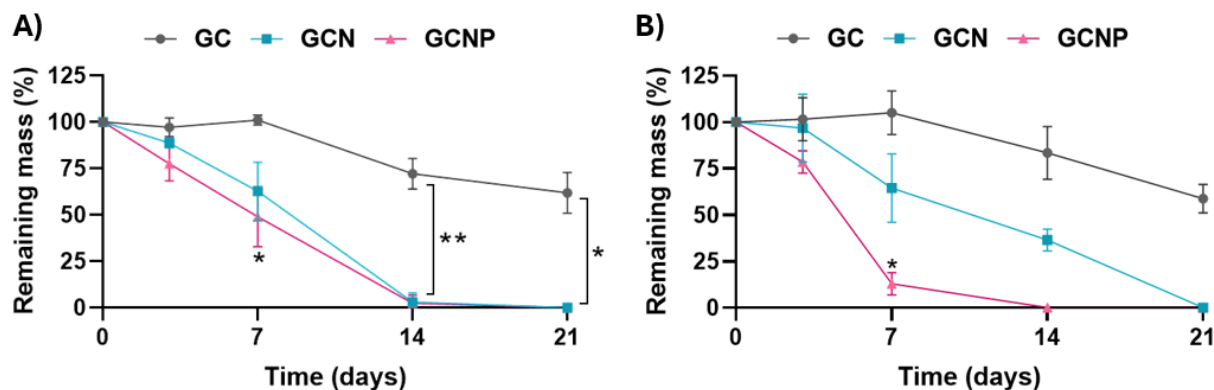 A)
GC GCN GCNP
Remaining mass (%)
125
100
75
50
25
0
*
**
*
0 7 14 21
Time (days)
B)
GC GCN GCNP
Remaining mass (%)
125
100
75
50
25
0
*
0 7 14 21
Time (days)